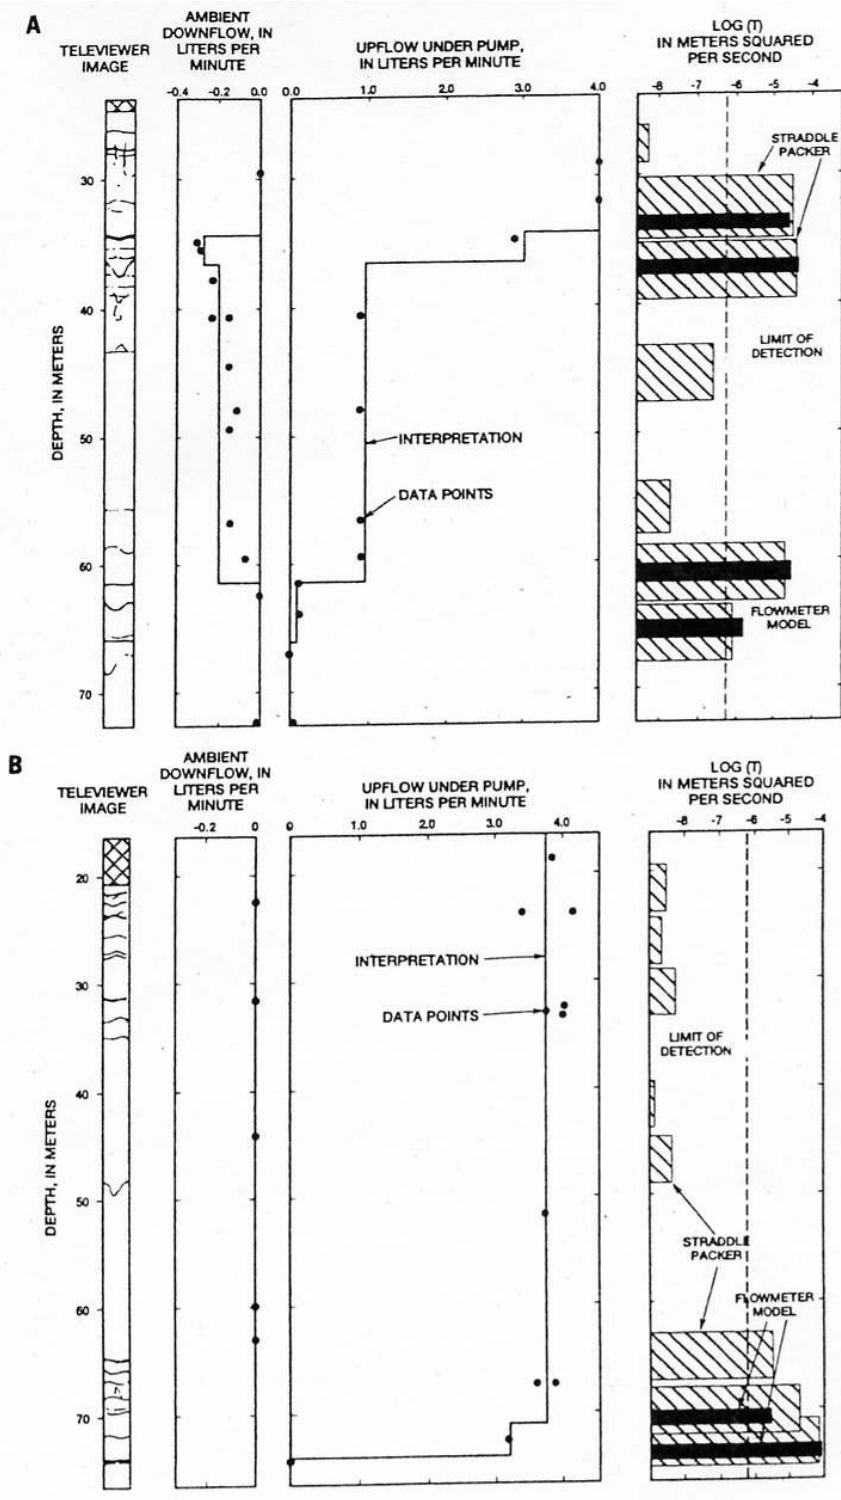 A
TELEVIEWER
IMAGE
AMBIENT
DOWNFLOW, IN
LITERS PER
MINUTE
UPFLOW UNDER PUMP,
IN LITERS PER MINUTE
LOG (T)
IN METERS SQUARED
PER SECOND
-0.4 -0.2 0.0
0.0 1.0 2.0 3.0 4.0
-8 -7 -6 -5 -4
STRADDLE
PACKER
30
40
LIMIT OF
DETECTION
DEPTH, IN METERS
INTERPRETATION
50
DATA POINTS
60
FLOWMETER
MODEL
70
B
TELEVIEWER
IMAGE
AMBIENT
DOWNFLOW, IN
LITERS PER
MINUTE
UPFLOW UNDER PUMP,
IN LITERS PER MINUTE
LOG (T)
IN METERS SQUARED
PER SECOND
-0.2 0
0 1.0 2.0 3.0 4.0
-8 -7 -6 -5 -4
20
INTERPRETATION
30
DATA POINTS
LIMIT OF
DETECTION
40
DEPTH, IN METERS
50
STRADDLE
PACKER
60
FLOWMETER
MODEL
70